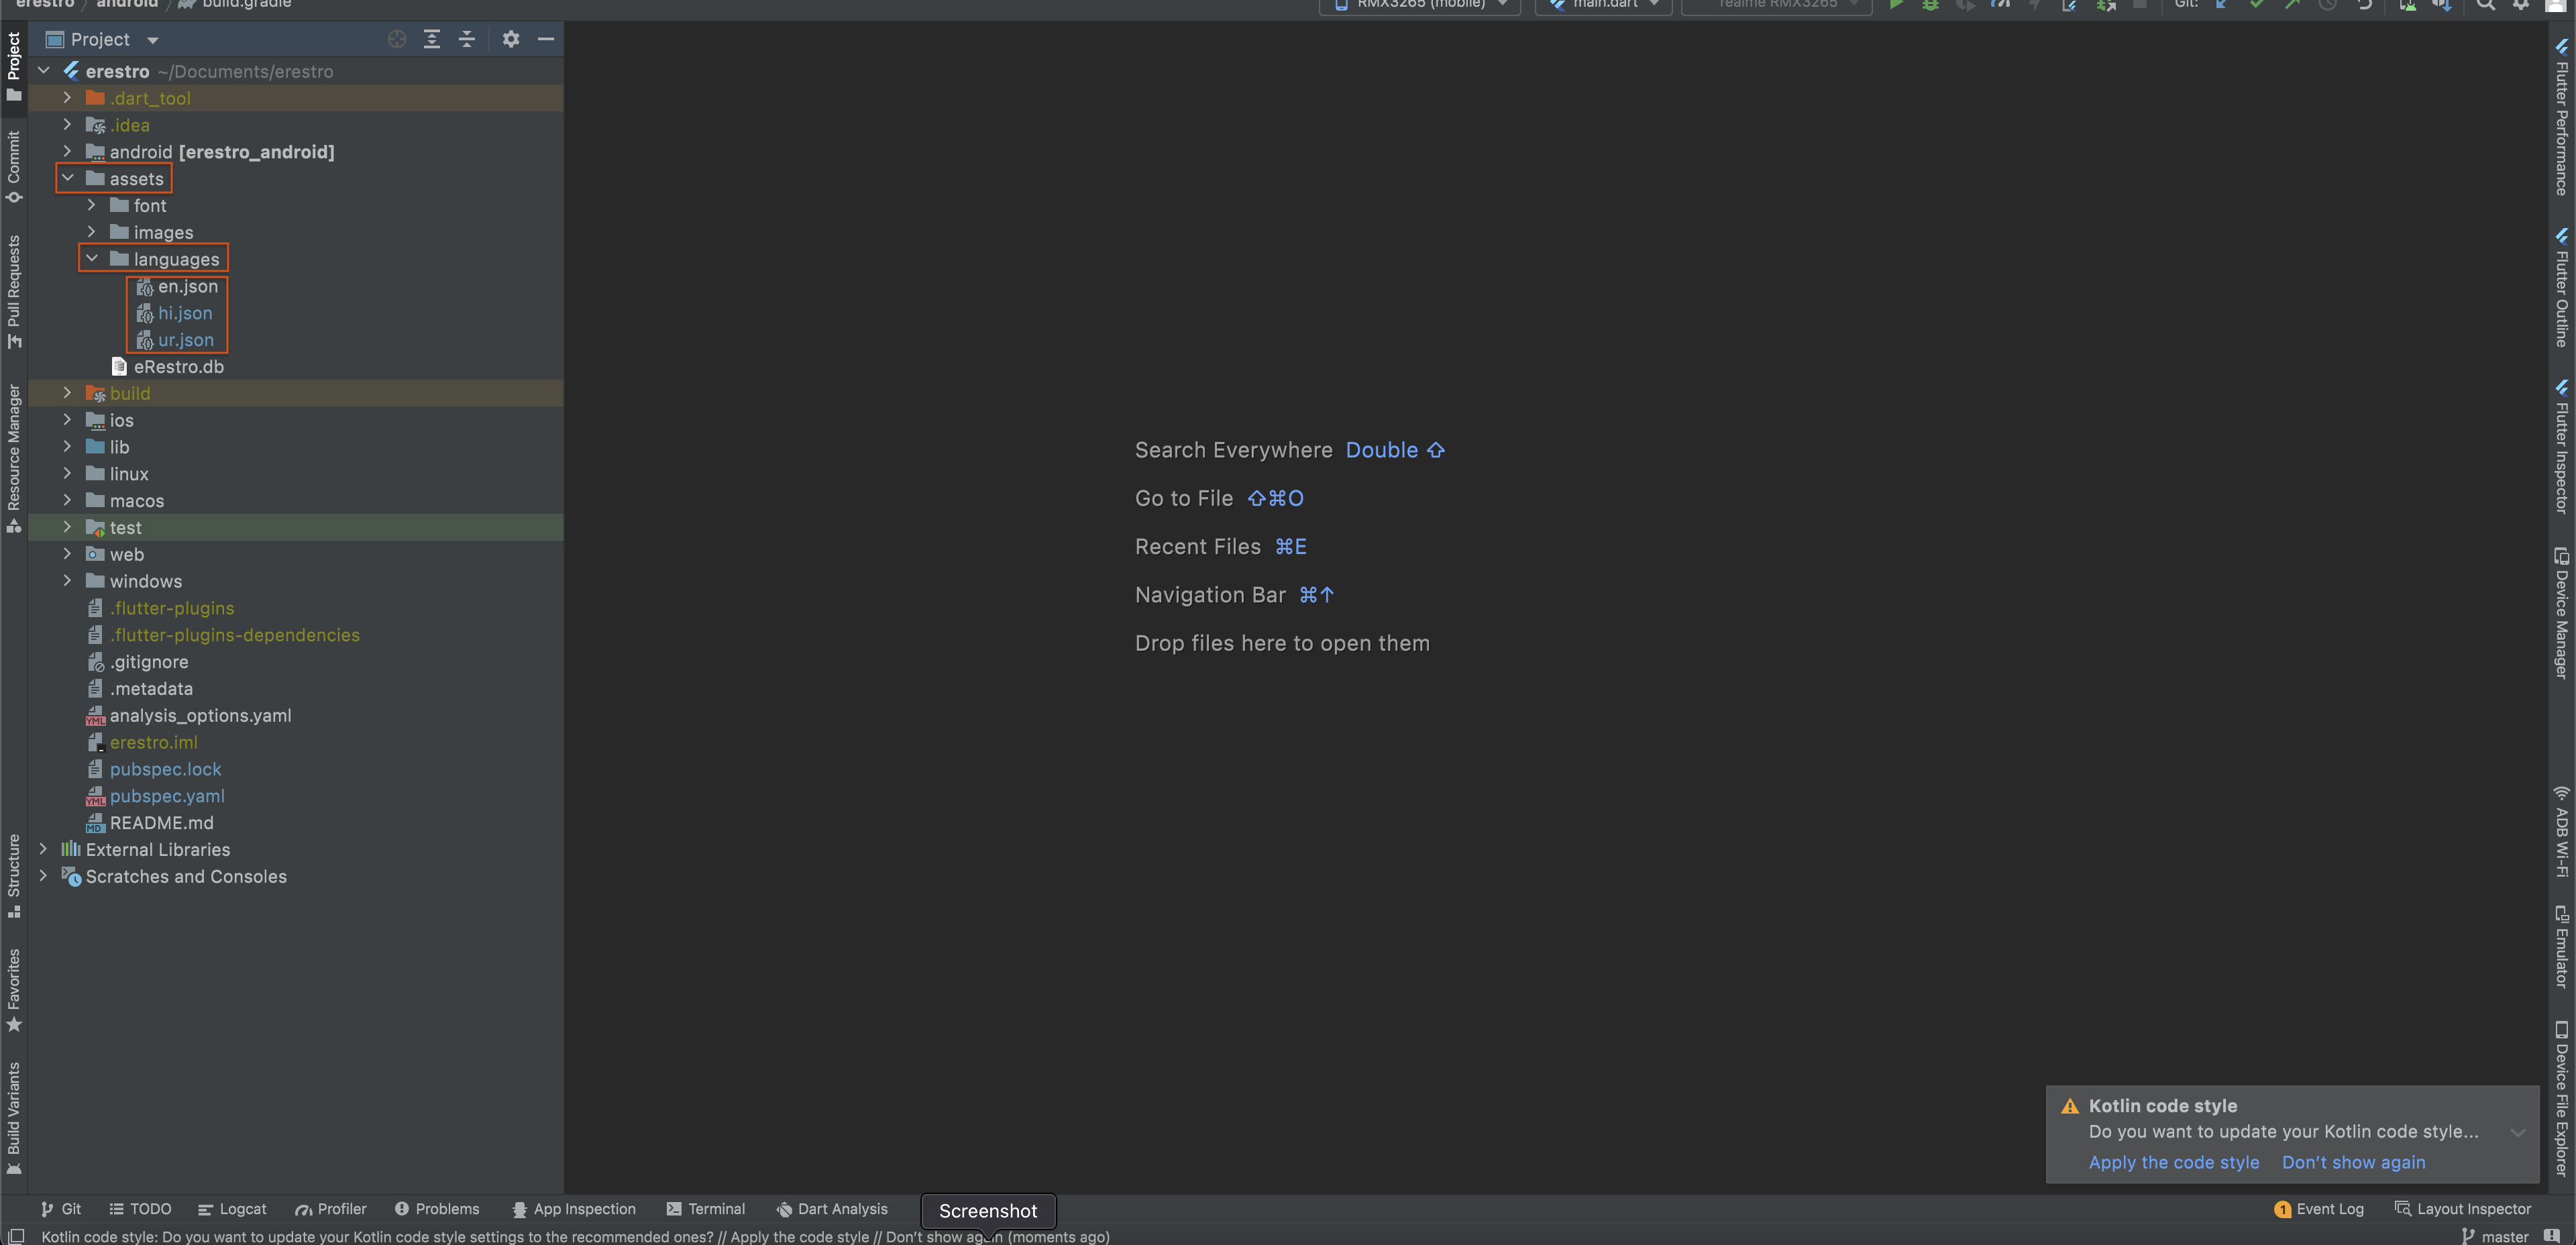 erestro android build.gradle
RMX3265 (mobile) main.dart realme RMX3265 Git:
Project
erestro ~/Documents/erestro
.dart_tool
.idea
android [erestro_android]
assets
font
images
languages
en.json
hi.json
ur.json
eRestro.db
build
ios
lib
linux
macos
test
web
windows
.flutter-plugins
.flutter-plugins-dependencies
.gitignore
.metadata
analysis_options.yaml
erestro.iml
pubspec.lock
pubspec.yaml
README.md
External Libraries
Scratches and Consoles
Project
Commit
Pull Requests
Resource Manager
Structure
Favorites
Build Variants
Search Everywhere Double ⇧
Go to File ⇧⌘O
Recent Files ⌘E
Navigation Bar ⌘↑
Drop files here to open them
Flutter Performance
Flutter Outline
Flutter Inspector
Device Manager
ADB Wi-Fi
Emulator
Device File Explorer
Kotlin code style
Do you want to update your Kotlin code style...
Apply the code style Don't show again
Git TODO Logcat Profiler Problems App Inspection Terminal Dart Analysis Screenshot 1 Event Log Layout Inspector
Kotlin code style: Do you want to update your Kotlin code style settings to the recommended ones? // Apply the code style // Don't show again (moments ago) master